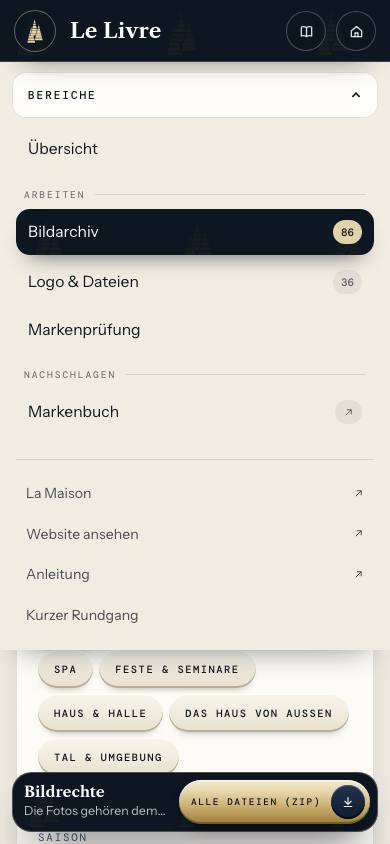 Le Livre
BEREICHE
Übersicht
ARBEITEN
Bildarchiv 86
Logo & Dateien 36
Markenprüfung
NACHSCHLAGEN
Markenbuch
La Maison
Website ansehen
Anleitung
Kurzer Rundgang
SPA FESTE & SEMINARE
HAUS & HALLE DAS HAUS VON AUSSEN
TAL & UMGEBUNG
Bildrechte
Die Fotos gehören dem…
ALLE DATEIEN (ZIP)
SAISON